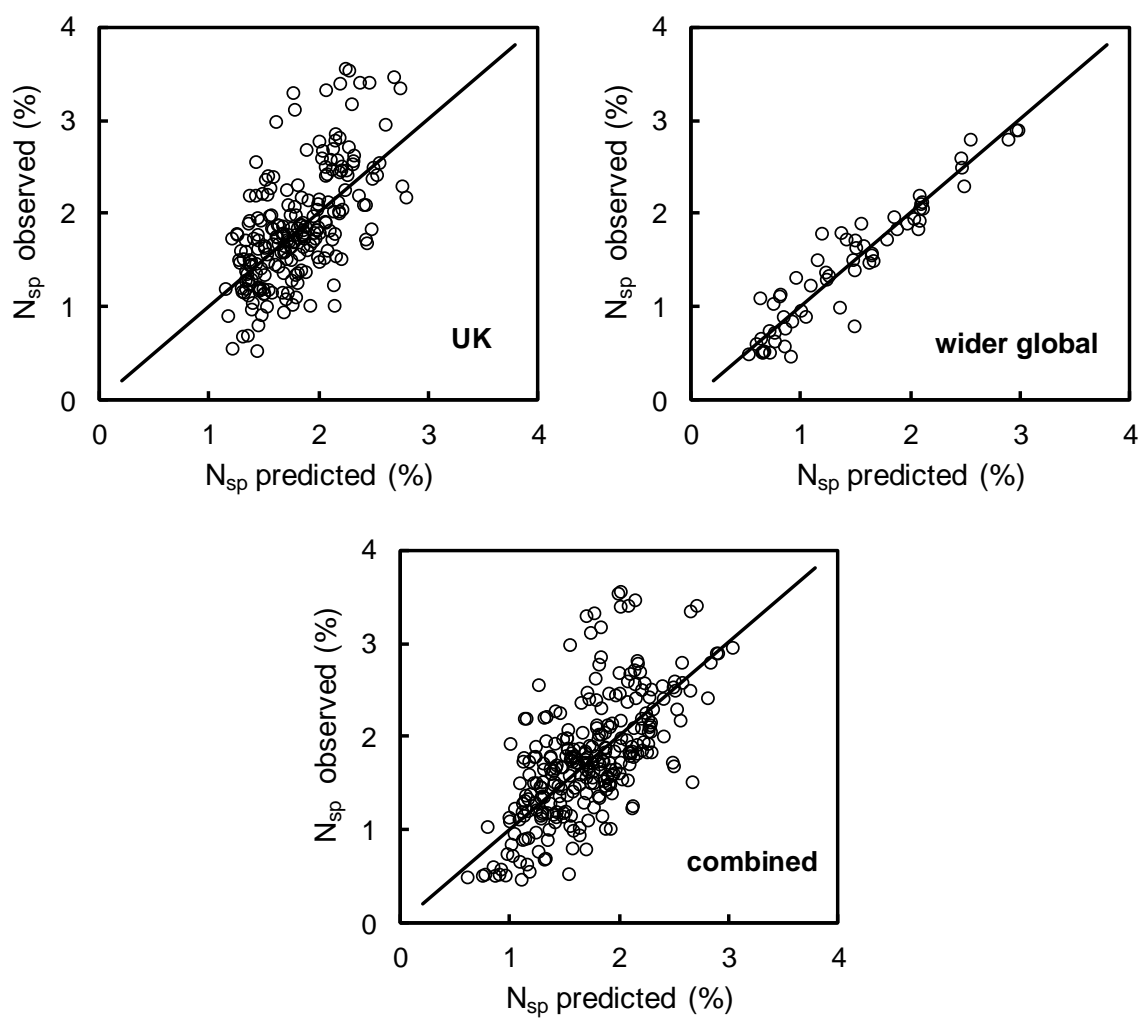 4
3
2
1
0
N_sp observed (%)
UK
0 1 2 3 4
N_sp predicted (%)
4
3
2
1
0
N_sp observed (%)
wider global
0 1 2 3 4
N_sp predicted (%)
4
3
2
1
0
N_sp observed (%)
combined
0 1 2 3 4
N_sp predicted (%)